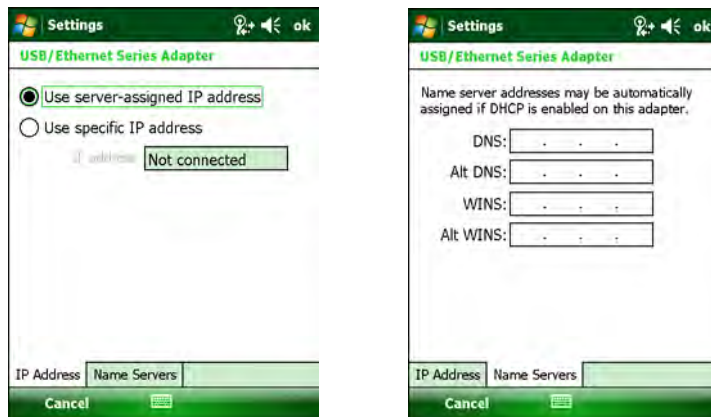 Settings
ok
USB/Ethernet Series Adapter
Use server-assigned IP address
Use specific IP address
IP address
Not connected
IP Address
Name Servers
Cancel
Settings
ok
USB/Ethernet Series Adapter
Name server addresses may be automatically
assigned if DHCP is enabled on this adapter.
DNS: . . .
Alt DNS: . . .
WINS: . . .
Alt WINS: . . .
IP Address
Name Servers
Cancel